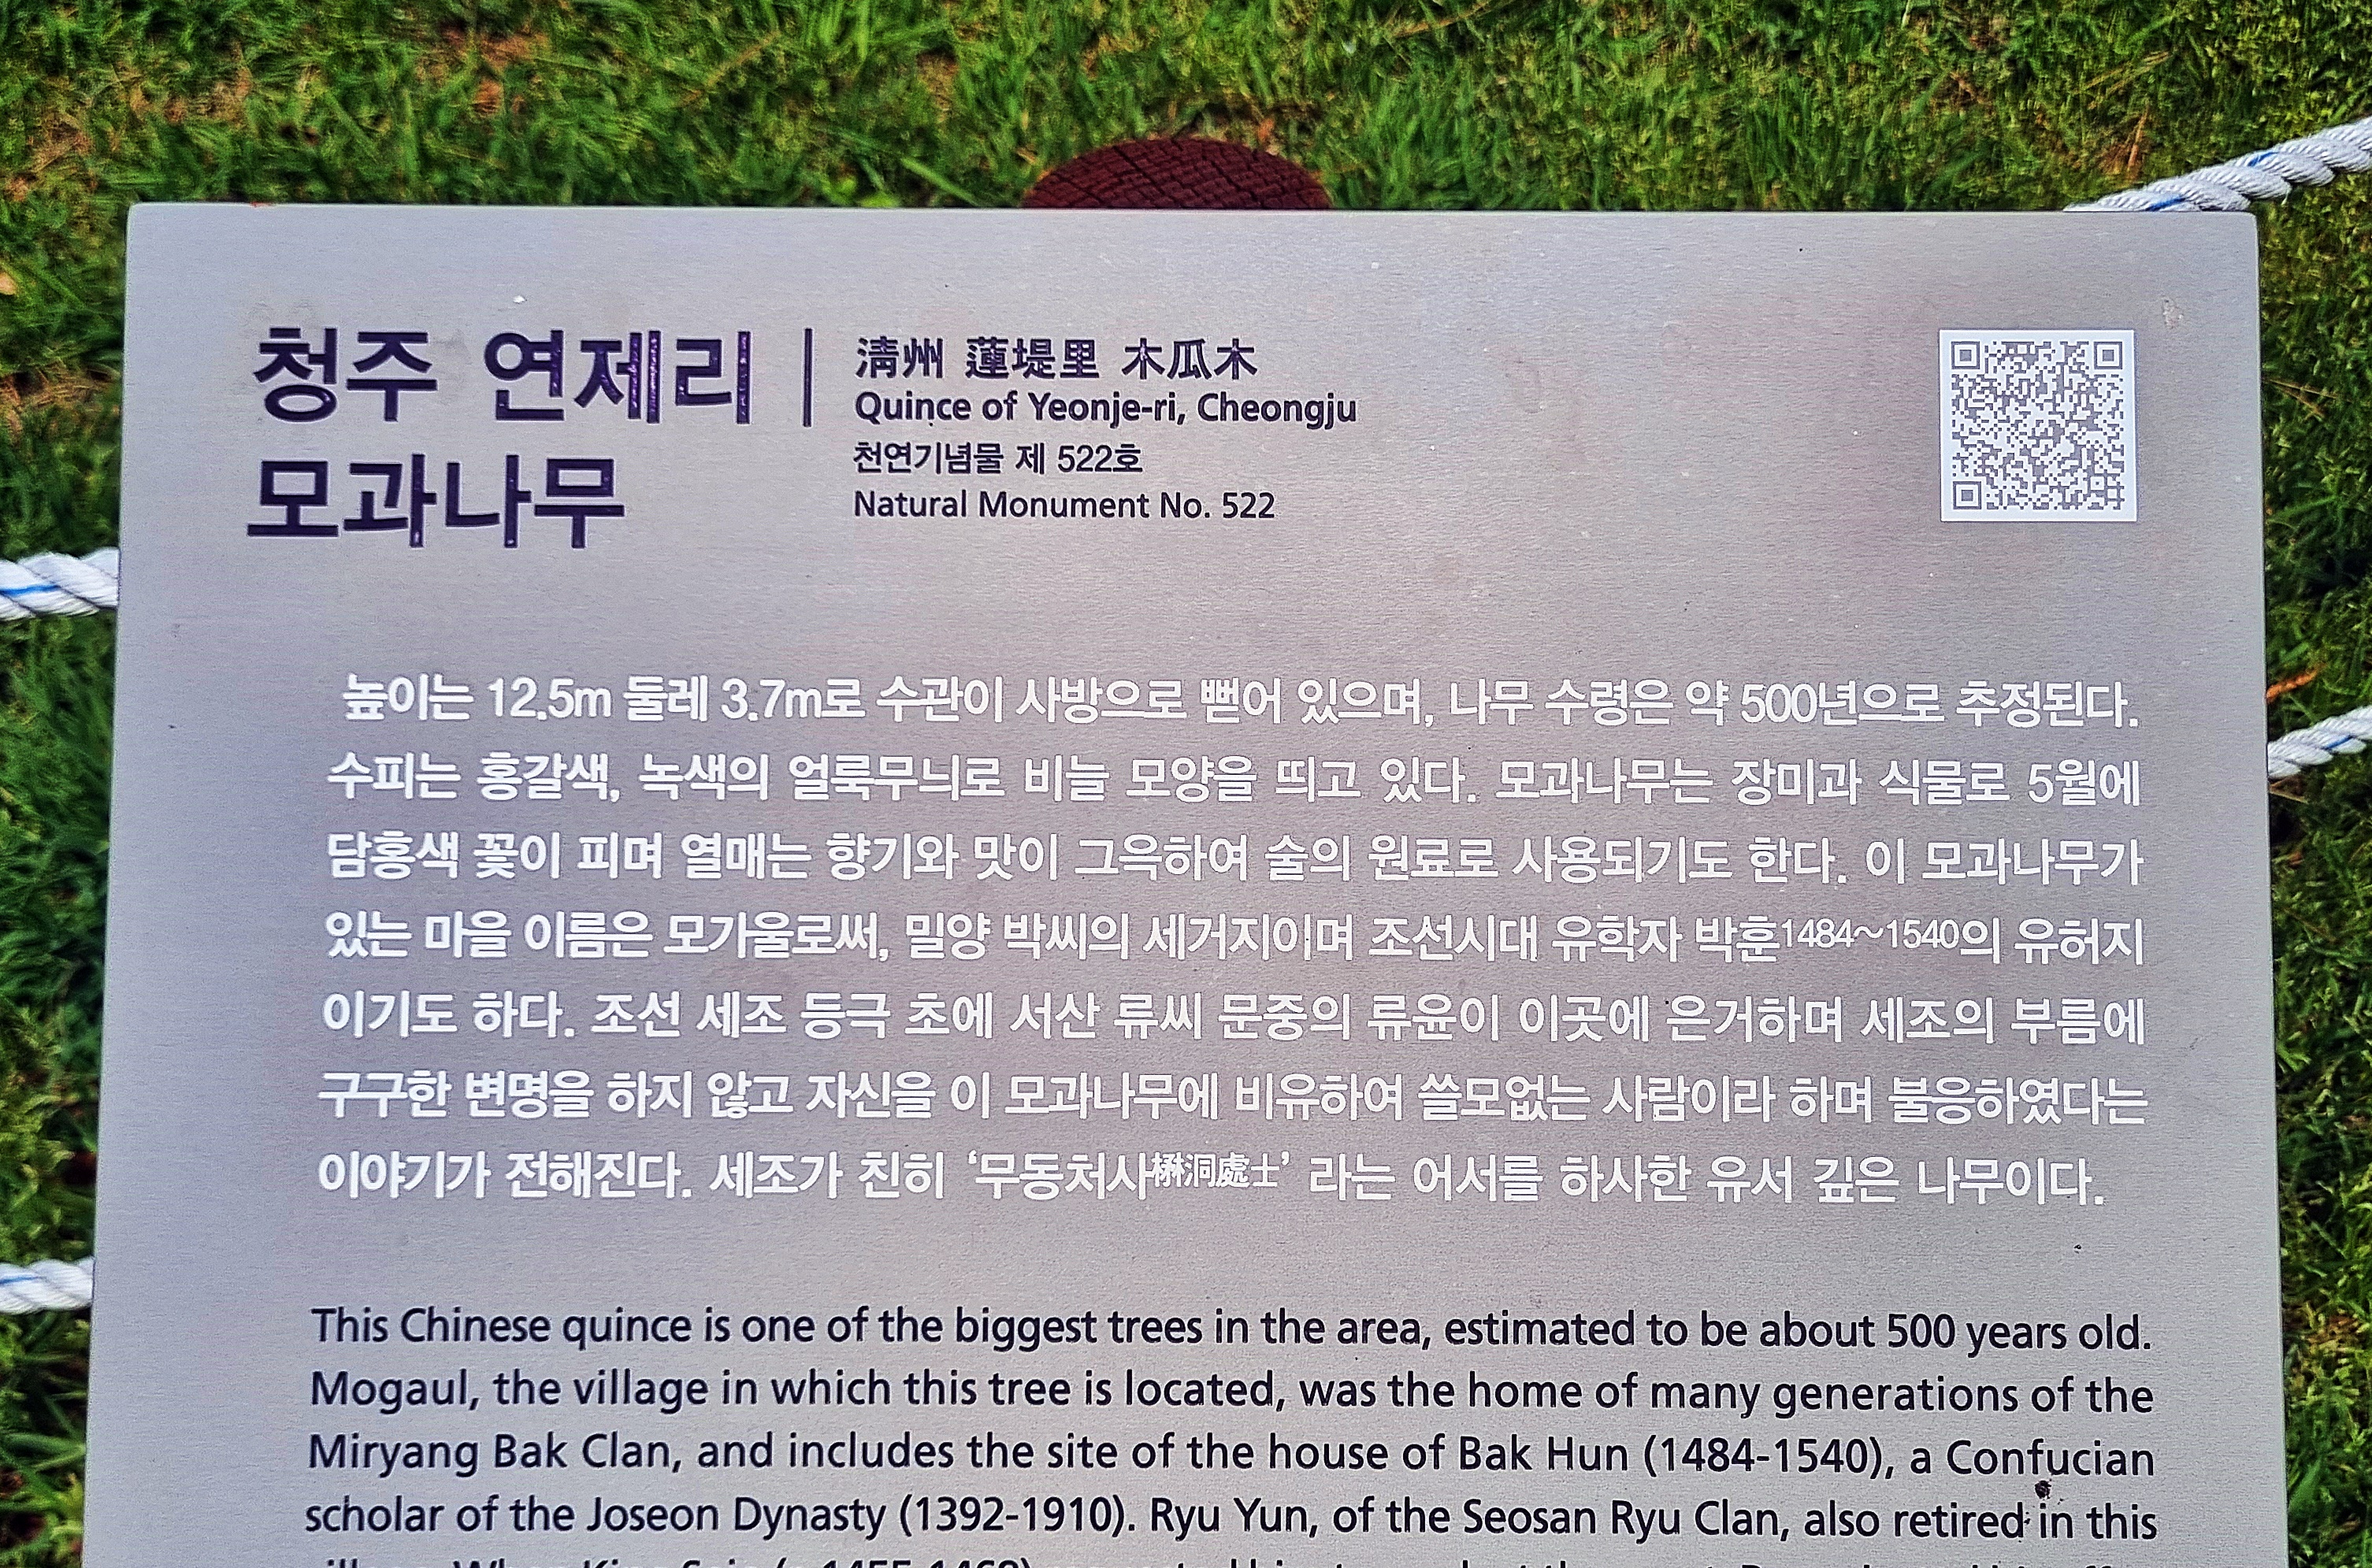 청주 연제리
모과나무
淸州 蓮堤里 木瓜木
Quince of Yeonje-ri, Cheongju
천연기념물 제 522호
Natural Monument No. 522
높이는 12.5m 둘레 3.7m로 수관이 사방으로 뻗어 있으며, 나무 수령은 약 500년으로 추정된다.
수피는 홍갈색, 녹색의 얼룩무늬로 비늘 모양을 띄고 있다. 모과나무는 장미과 식물로 5월에
담홍색 꽃이 피며 열매는 향기와 맛이 그윽하여 술의 원료로 사용되기도 한다. 이 모과나무가
있는 마을 이름은 모가울로써, 밀양 박씨의 세거지이며 조선시대 유학자 박훈1484~1540의 유허지
이기도 하다. 조선 세조 등극 초에 서산 류씨 문중의 류윤이 이곳에 은거하며 세조의 부름에
구구한 변명을 하지 않고 자신을 이 모과나무에 비유하여 쓸모없는 사람이라 하며 불응하였다는
이야기가 전해진다. 세조가 친히 ‘무동처사楙洞處士’ 라는 어서를 하사한 유서 깊은 나무이다.
This Chinese quince is one of the biggest trees in the area, estimated to be about 500 years old.
Mogaul, the village in which this tree is located, was the home of many generations of the
Miryang Bak Clan, and includes the site of the house of Bak Hun (1484-1540), a Confucian
scholar of the Joseon Dynasty (1392-1910). Ryu Yun, of the Seosan Ryu Clan, also retired in this